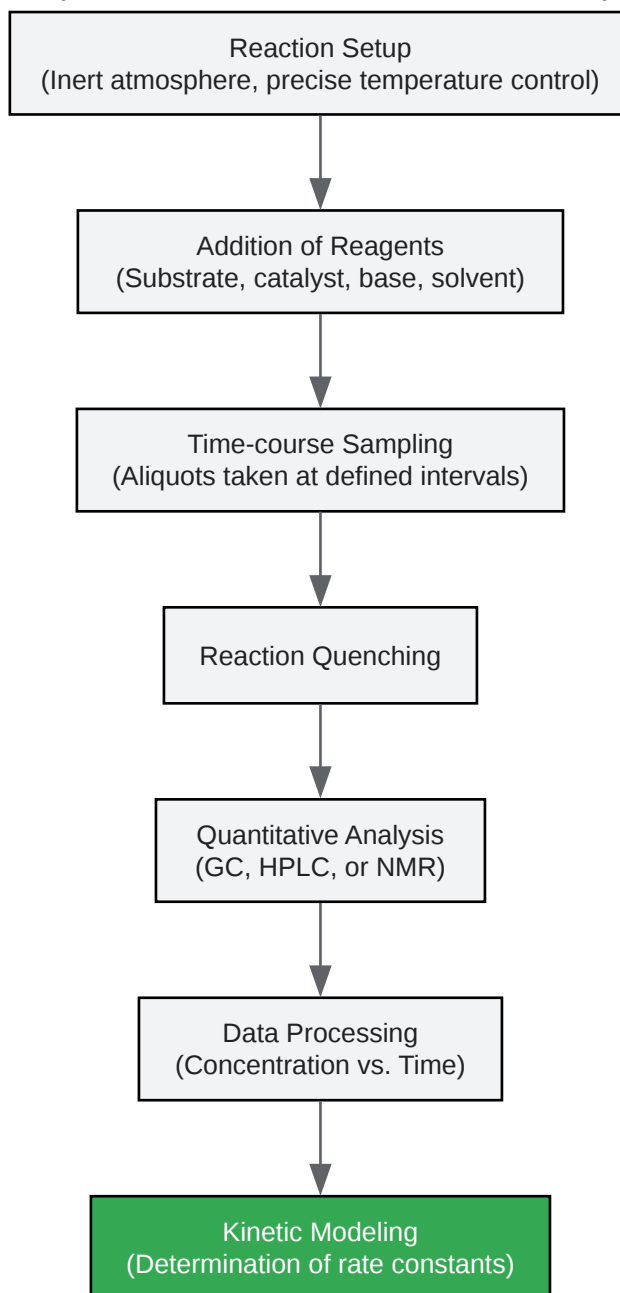 Reaction Setup
(Inert atmosphere, precise temperature control)
Addition of Reagents
(Substrate, catalyst, base, solvent)
Time-course Sampling
(Aliquots taken at defined intervals)
Reaction Quenching
Quantitative Analysis
(GC, HPLC, or NMR)
Data Processing
(Concentration vs. Time)
Kinetic Modeling
(Determination of rate constants)